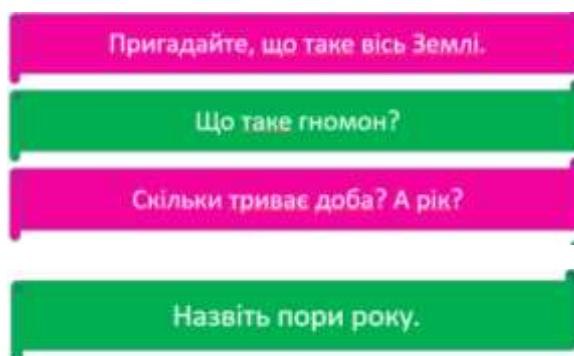 Пригадайте, що таке вісь Землі.
Що таке гномон?
Скільки триває доба? А рік?
Назвіть пори року.